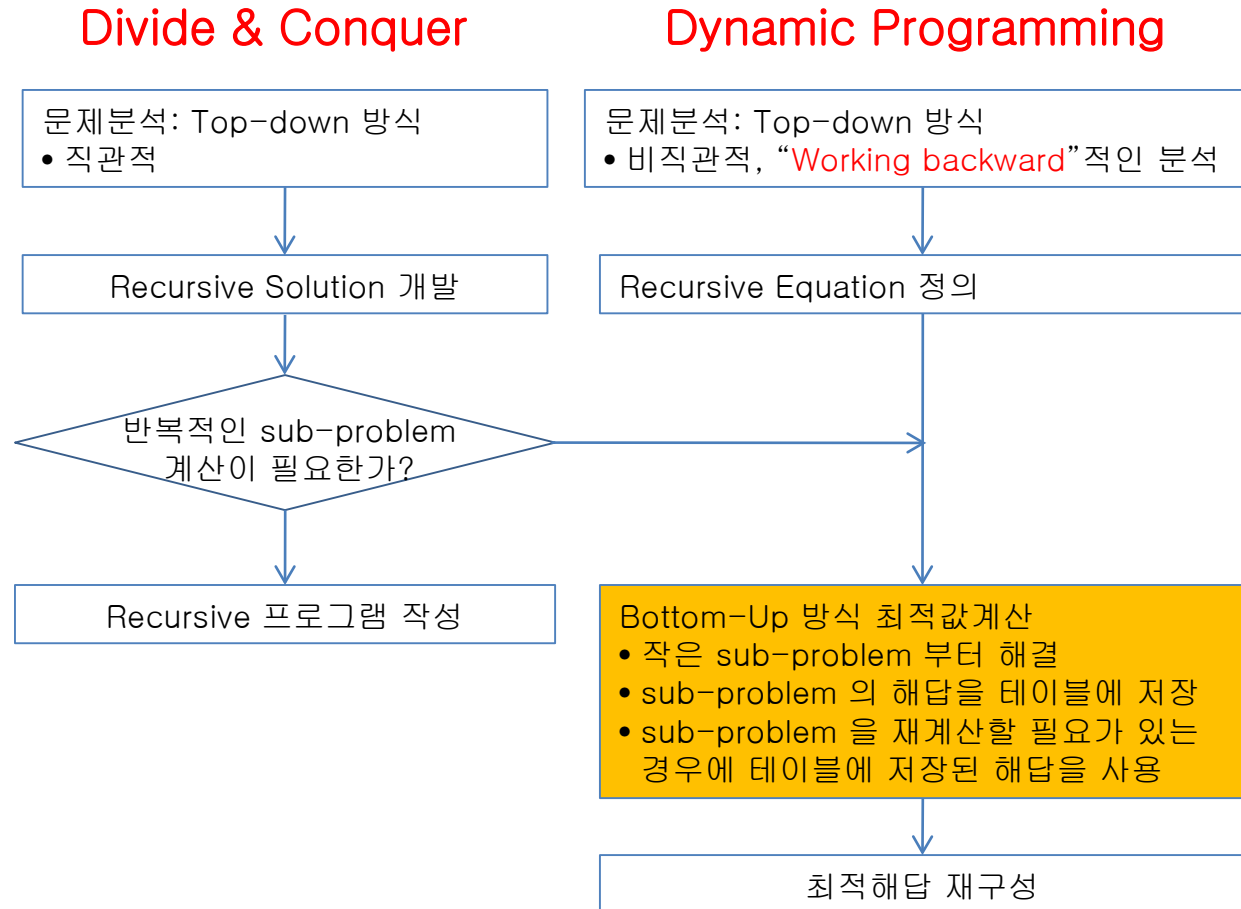 Divide & Conquer
Dynamic Programming
문제분석: Top-down 방식
• 직관적
문제분석: Top-down 방식
• 비직관적, “Working backward”적인 분석
Recursive Solution 개발
Recursive Equation 정의
반복적인 sub-problem
계산이 필요한가?
Recursive 프로그램 작성
Bottom-Up 방식 최적값계산
• 작은 sub-problem 부터 해결
• sub-problem 의 해답을 테이블에 저장
• sub-problem 을 재계산할 필요가 있는
경우에 테이블에 저장된 해답을 사용
최적해답 재구성